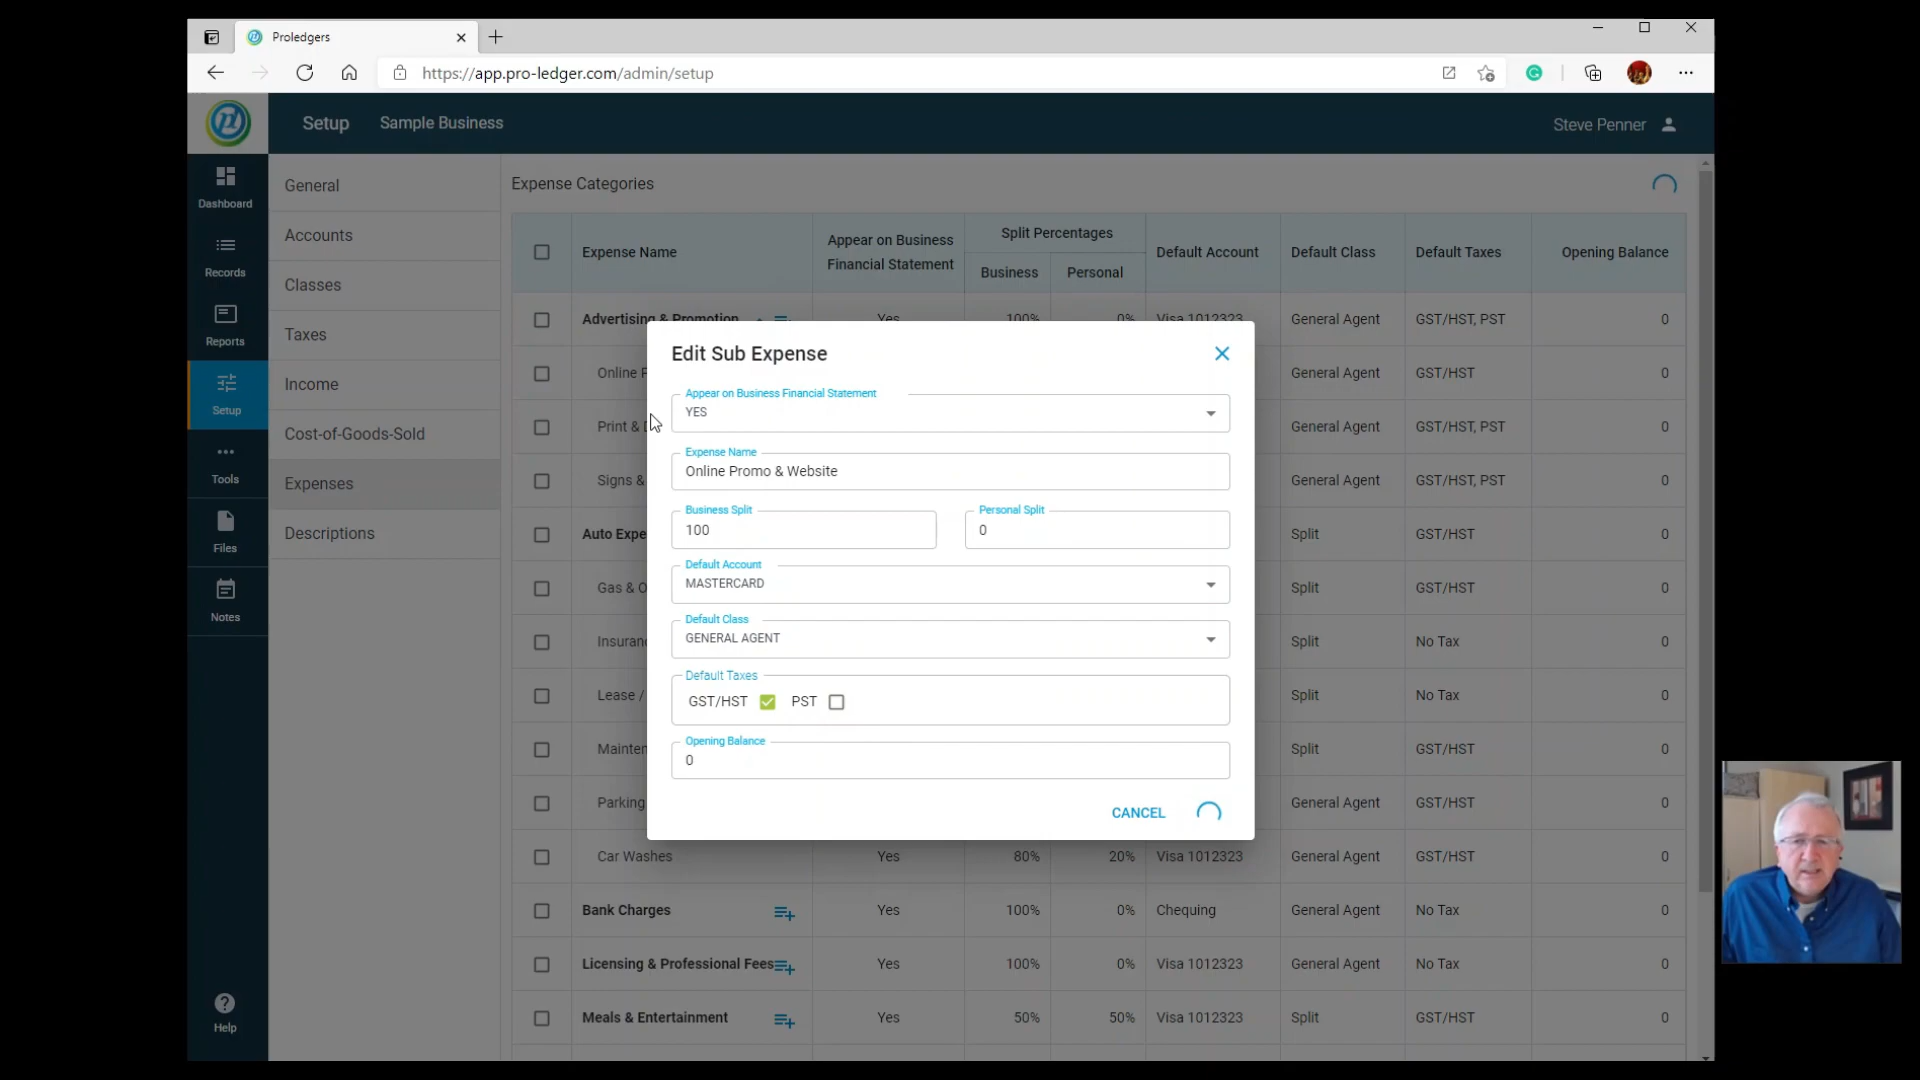 Proledgers
https://app.pro-ledger.com/admin/setup
Setup
Sample Business
Steve Penner
Dashboard
Records
Reports
Setup
Tools
Files
Notes
Help
General
Accounts
Classes
Taxes
Income
Cost-of-Goods-Sold
Expenses
Descriptions
Expense Categories
Expense Name
Appear on Business
Financial Statement
Split Percentages
Business
Personal
Default Account
Default Class
Default Taxes
Opening Balance
Advertising & Promotion Yes 100% 0% Visa 1012323 General Agent GST/HST, PST 0
Online General Agent GST/HST 0
Print & General Agent GST/HST, PST 0
Signs & General Agent GST/HST, PST 0
Auto Split GST/HST 0
Gas & Split GST/HST 0
Split No Tax 0
Lease / Split No Tax 0
Split GST/HST 0
Parking General Agent GST/HST 0
Car Washes Yes 80% 20% Visa 1012323 General Agent GST/HST 0
Bank Charges Yes 100% 0% Chequing General Agent No Tax 0
Licensing & Professional Fees Yes 100% 0% Visa 1012323 General Agent No Tax 0
Meals & Entertainment Yes 50% 50% Visa 1012323 Split GST/HST 0
Edit Sub Expense
Appear on Business Financial Statement
YES
Expense Name
Online Promo & Website
Business Split
100
Personal Split
0
Default Account
MASTERCARD
Default Class
GENERAL AGENT
Default Taxes
GST/HST PST
Opening Balance
0
CANCEL